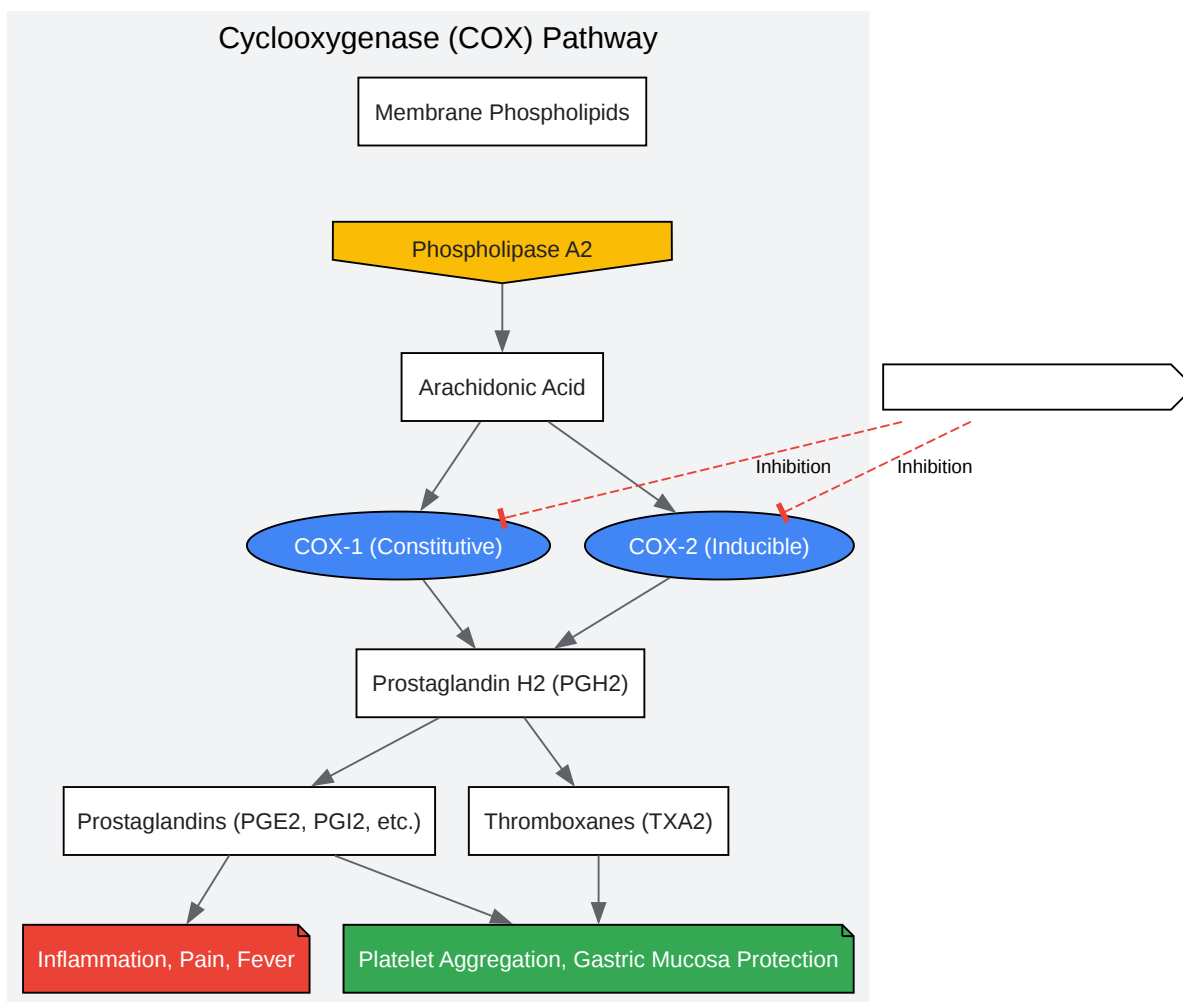 Cyclooxygenase (COX) Pathway
Membrane Phospholipids
Phospholipase A2
Arachidonic Acid
Inhibition
Inhibition
COX-1 (Constitutive)
COX-2 (Inducible)
Prostaglandin H2 (PGH2)
Prostaglandins (PGE2, PGI2, etc.)
Thromboxanes (TXA2)
Inflammation, Pain, Fever
Platelet Aggregation, Gastric Mucosa Protection